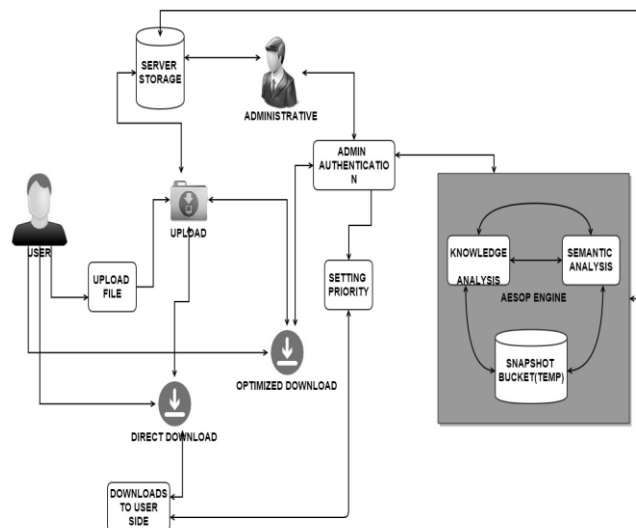 SERVER
STORAGE
ADMINISTRATIVE
ADMIN
AUTHENTICATIO
N
UPLOAD
USER
UPLOAD
FILE
SETTING
PRIORITY
KNOWLEDGE
ANALYSIS
SEMANTIC
ANALYSIS
AESOP ENGINE
SNAPSHOT
BUCKET(TEMP)
OPTIMIZED DOWNLOAD
DIRECT DOWNLOAD
DOWNLOADS
TO USER
SIDE